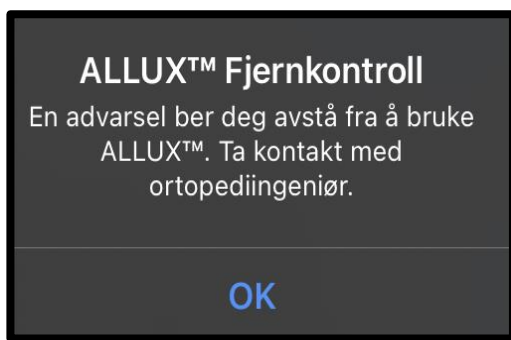 ALLUX™ Fjernkontroll
En advarsel ber deg avstå fra å bruke
ALLUX™. Ta kontakt med
ortopediingeniør.
OK